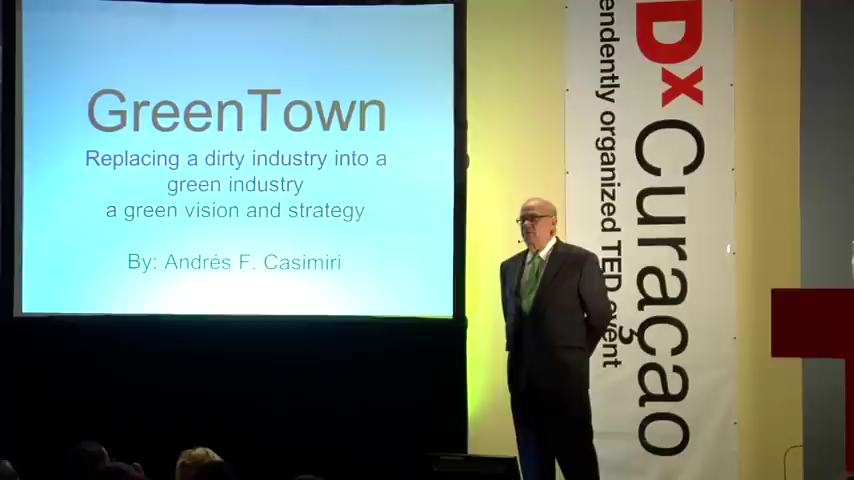 GreenTown
Replacing a dirty industry into a
green industry
a green vision and strategy
By: Andrés F. Casimiri
Dx Curaçao
endently organized TED event